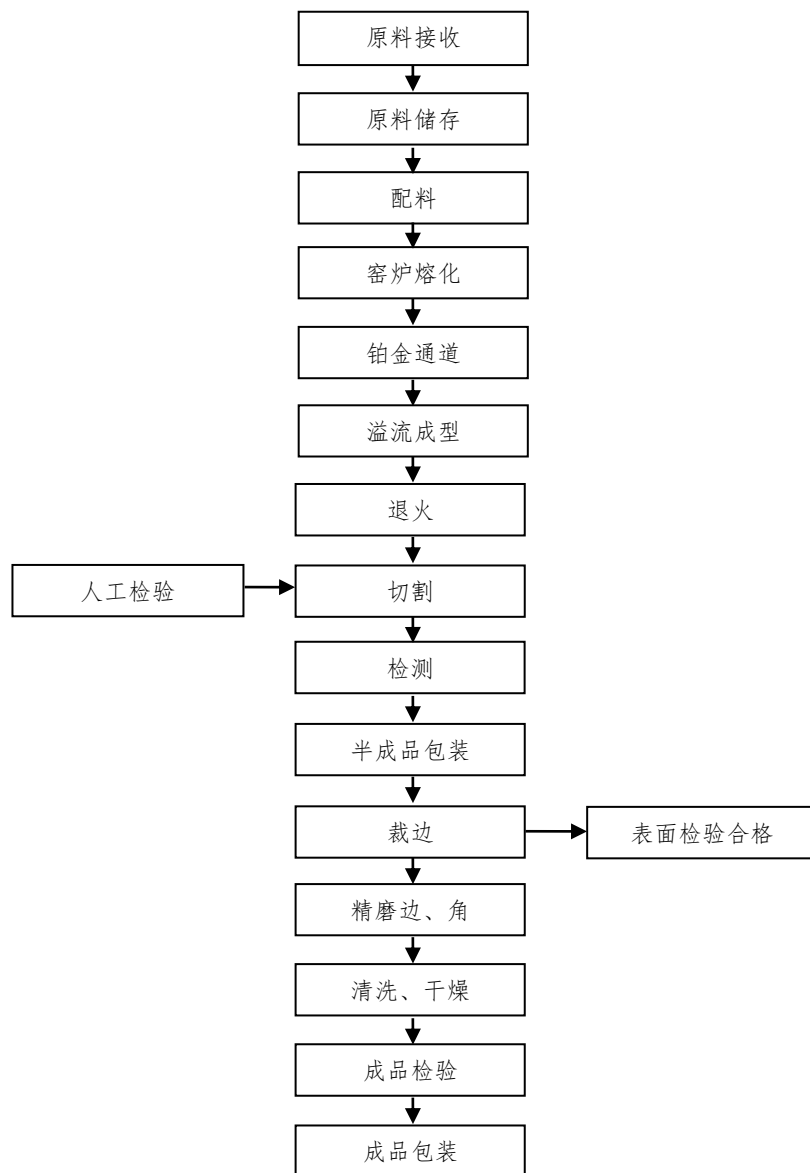 原料接收
原料储存
配料
窑炉熔化
铂金通道
溢流成型
退火
人工检验
切割
检测
半成品包装
裁边
表面检验合格
精磨边、角
清洗、干燥
成品检验
成品包装